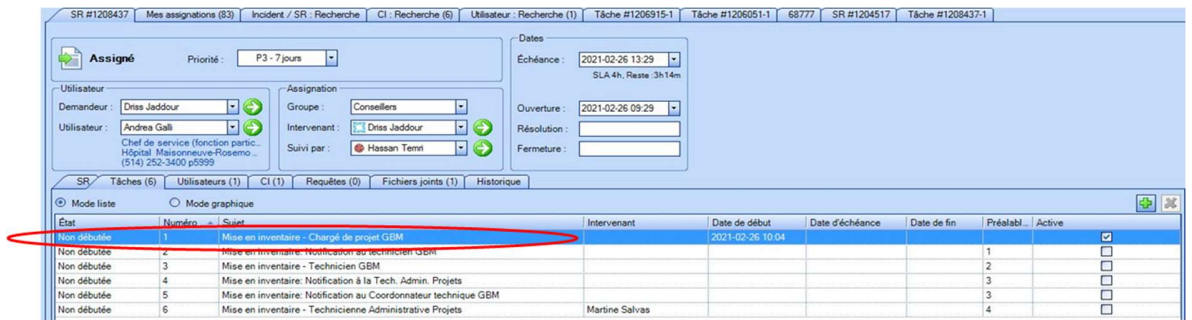 SR #1208437 Mes assignations (83) Incident / SR : Recherche CI : Recherche (6) Utilisateur : Recherche (1) Tâche #1206915-1 Tâche #1206051-1 68777 SR #1204517 Tâche #1208437-1
Assigné Priorité : P3 - 7 jours
Dates
Échéance : 2021-02-26 13:29
SLA 4h, Reste :3h14m
Utilisateur
Demandeur : Driss Jaddour
Utilisateur : Andrea Galli
Chef de service (fonction partic...
Hôpital Maisonneuve-Rosemo ...
(514) 252-3400 p5999
Assignation
Groupe : Conseillers
Intervenant : Driss Jaddour
Suivi par : Hassan Temri
Ouverture : 2021-02-26 09:29
Résolution :
Fermeture :
SR Tâches (6) Utilisateurs (1) CI (1) Requêtes (0) Fichiers joints (1) Historique
Mode liste Mode graphique
État Numéro Sujet Intervenant Date de début Date d'échéance Date de fin Préalabl... Active
Non débutée 1 Mise en inventaire - Chargé de projet GBM 2021-02-26 10:04
Non débutée 2 Mise en inventaire: Notification au technicien GBM 1
Non débutée 3 Mise en inventaire - Technicien GBM 2
Non débutée 4 Mise en inventaire: Notification à la Tech. Admin. Projets 3
Non débutée 5 Mise en inventaire: Notification au Coordonnateur technique GBM 3
Non débutée 6 Mise en inventaire - Technicienne Administrative Projets Martine Salvas 4